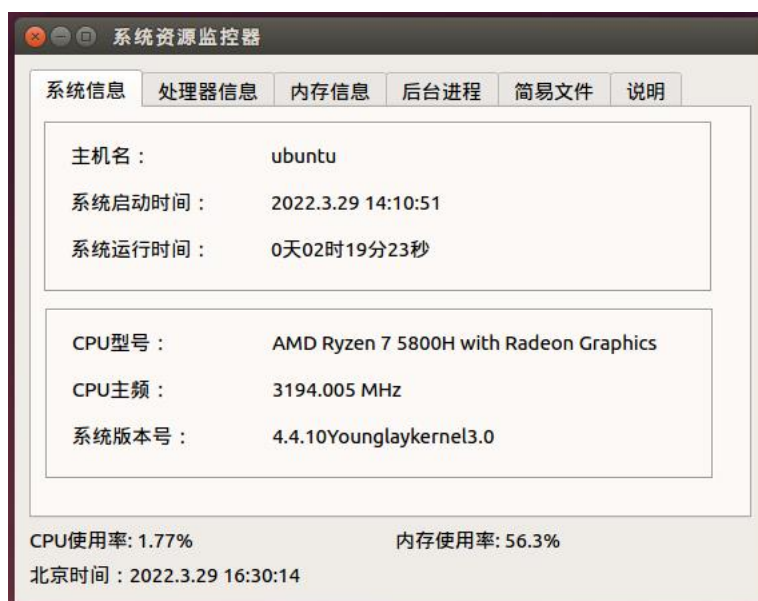 系统资源监控器
系统信息 处理器信息 内存信息 后台进程 简易文件 说明
主机名： ubuntu
系统启动时间： 2022.3.29 14:10:51
系统运行时间： 0天02时19分23秒
CPU型号： AMD Ryzen 7 5800H with Radeon Graphics
CPU主频： 3194.005 MHz
系统版本号： 4.4.10Younglaykernel3.0
CPU使用率: 1.77% 内存使用率: 56.3%
北京时间：2022.3.29 16:30:14